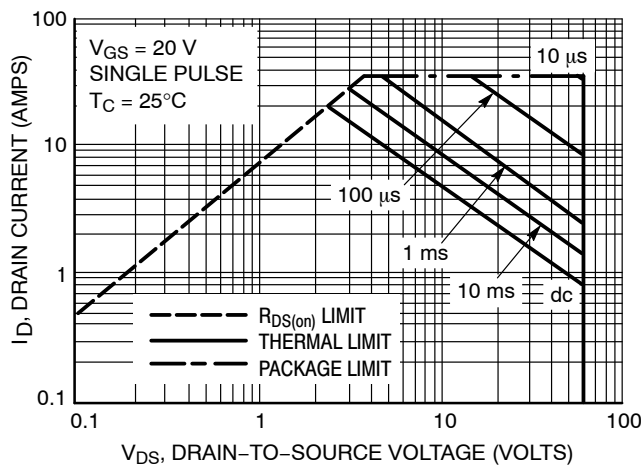 100
V_GS = 20 V
SINGLE PULSE
T_C = 25°C
10 µs
10
100 µs
1 ms
1
10 ms
dc
R_DS(on) LIMIT
THERMAL LIMIT
PACKAGE LIMIT
0.1
0.1
1
10
100
I_D, DRAIN CURRENT (AMPS)
V_DS, DRAIN−TO−SOURCE VOLTAGE (VOLTS)